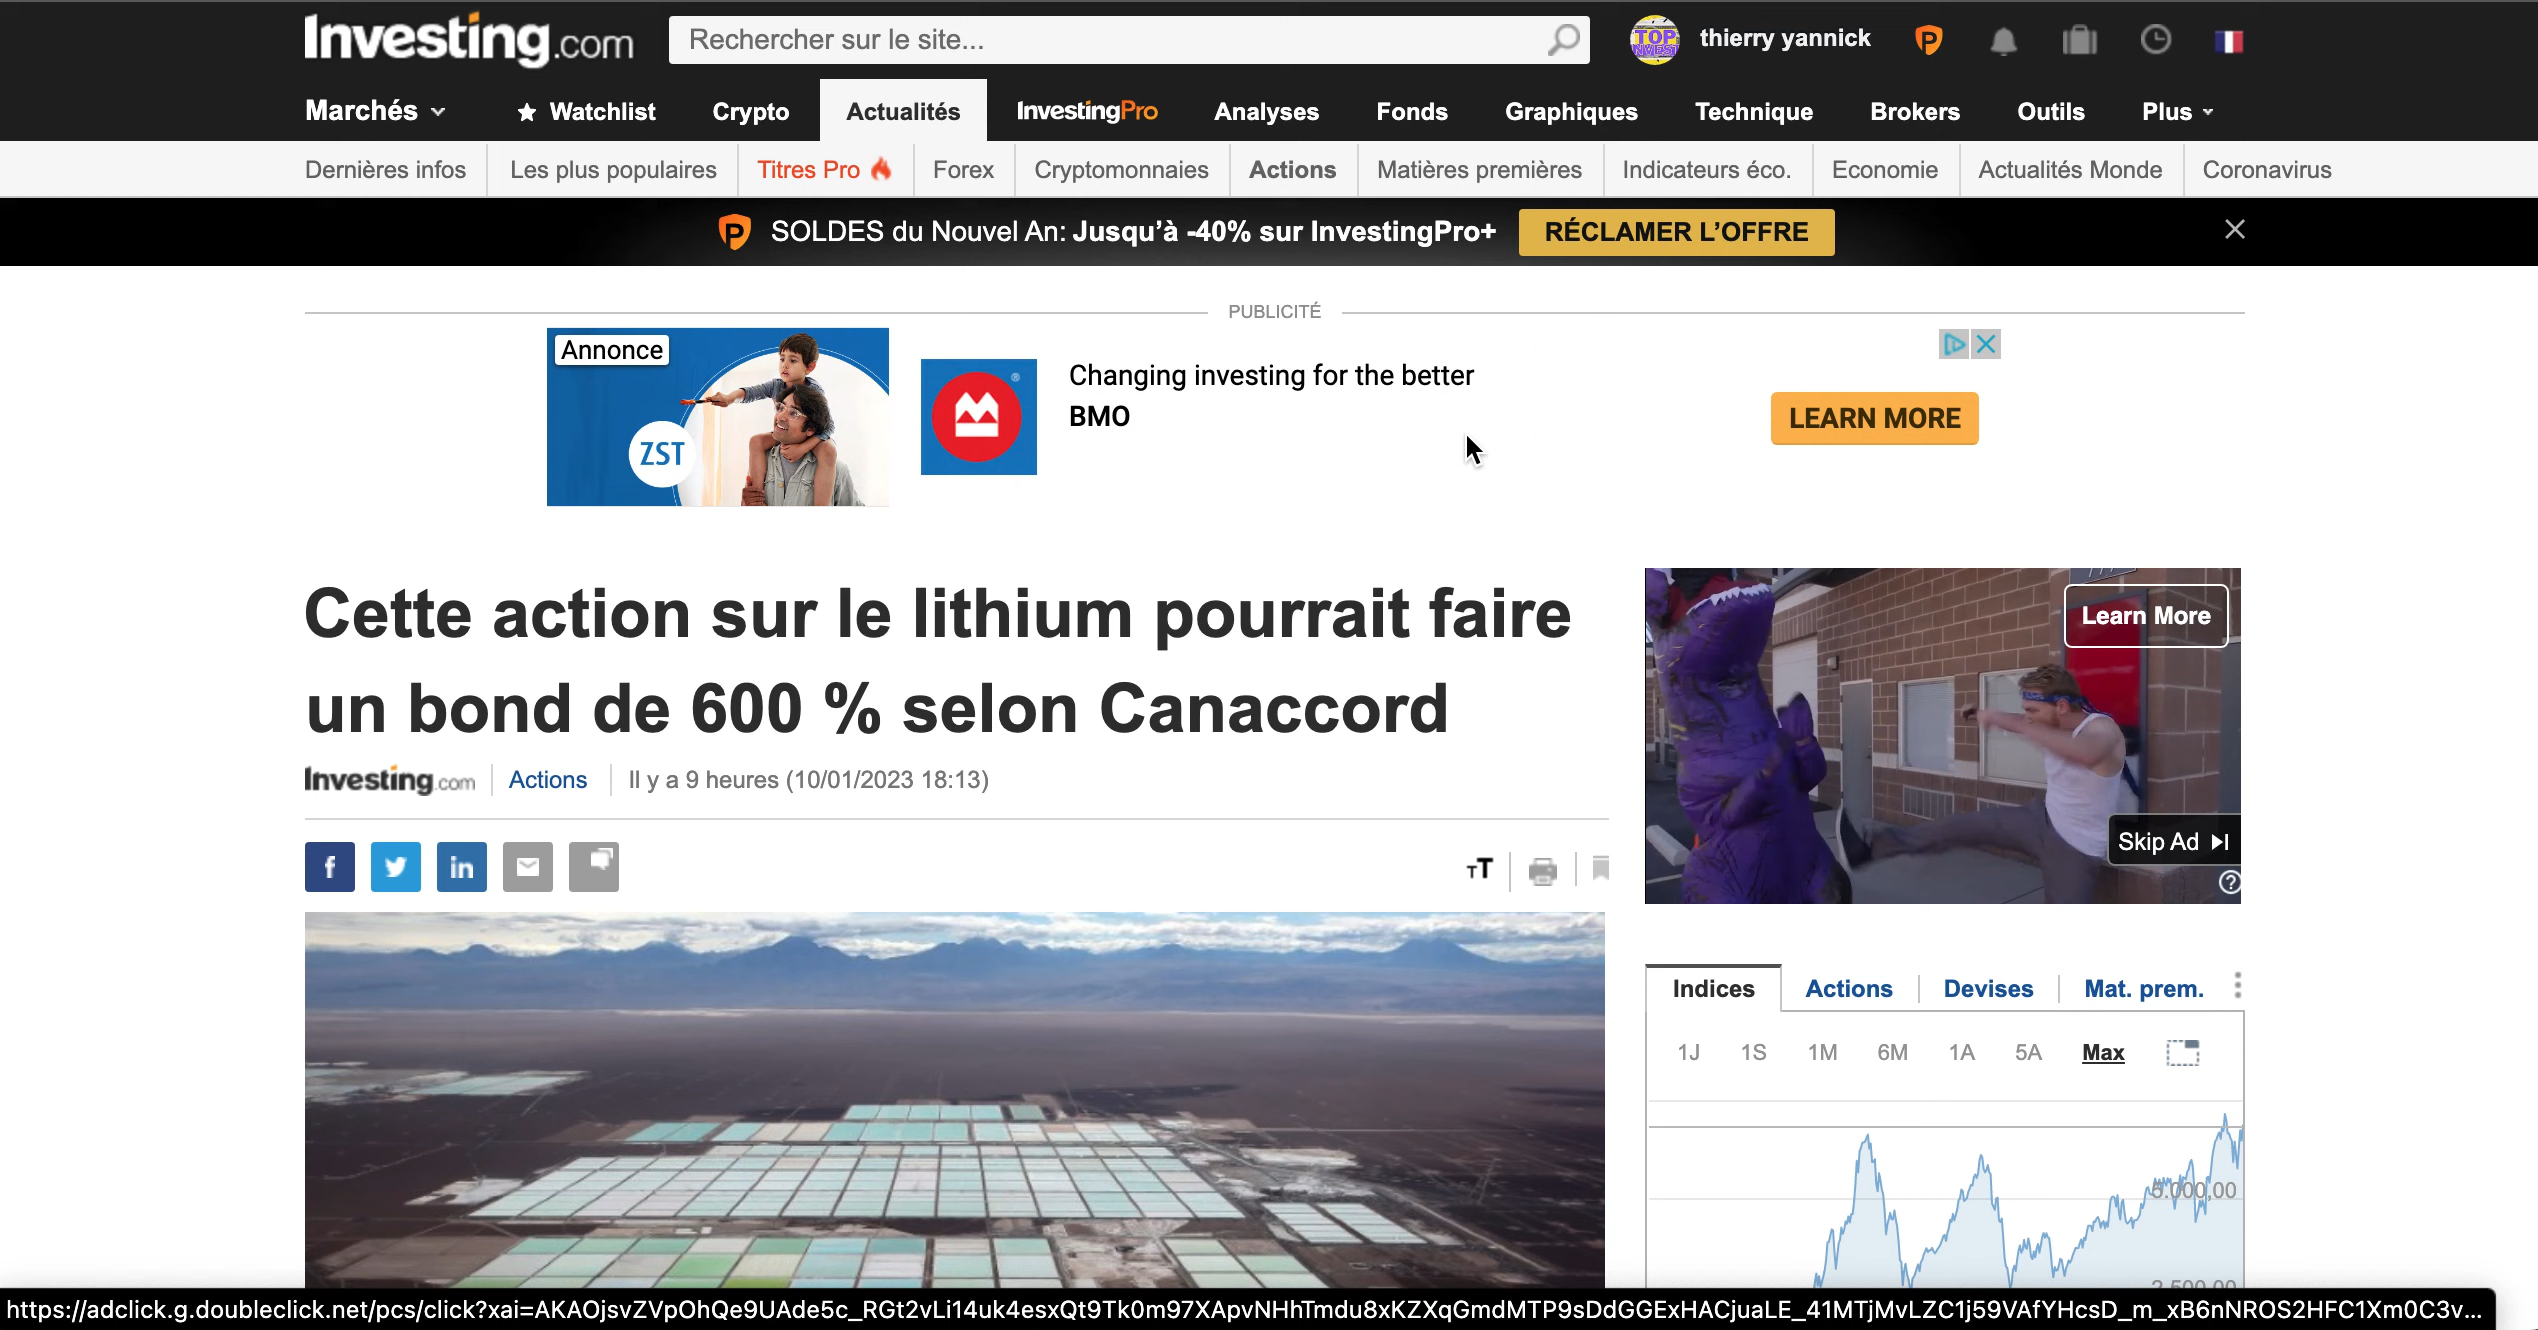 Investing.com
Rechercher sur le site...
TOP
INVEST
thierry yannick
Marchés
Watchlist
Crypto
Actualités
InvestingPro
Analyses
Fonds
Graphiques
Technique
Brokers
Outils
Plus
Dernières infos
Les plus populaires
Titres Pro
Forex
Cryptomonnaies
Actions
Matières premières
Indicateurs éco.
Economie
Actualités Monde
Coronavirus
SOLDES du Nouvel An: Jusqu'à -40% sur InvestingPro+
RÉCLAMER L'OFFRE
PUBLICITÉ
Annonce
ZST
Changing investing for the better
BMO
LEARN MORE
Cette action sur le lithium pourrait faire
un bond de 600 % selon Canaccord
Investing.com
Actions
Il y a 9 heures (10/01/2023 18:13)
Learn More
Skip Ad
Indices
Actions
Devises
Mat. prem.
1J
1S
1M
6M
1A
5A
Max
5.000,00
2.500,00
https://adclick.g.doubleclick.net/pcs/click?xai=AKAOjsvZVpOhQe9UAde5c_RGt2vLi14uk4esxQt9Tk0m97XApvNHhTmdu8xKZXqGmdMTP9sDdGGExHACjuaLE_41MTjMvLZC1j59VAfYHcsD_m_xB6nNROS2HFC1Xm0C3v...